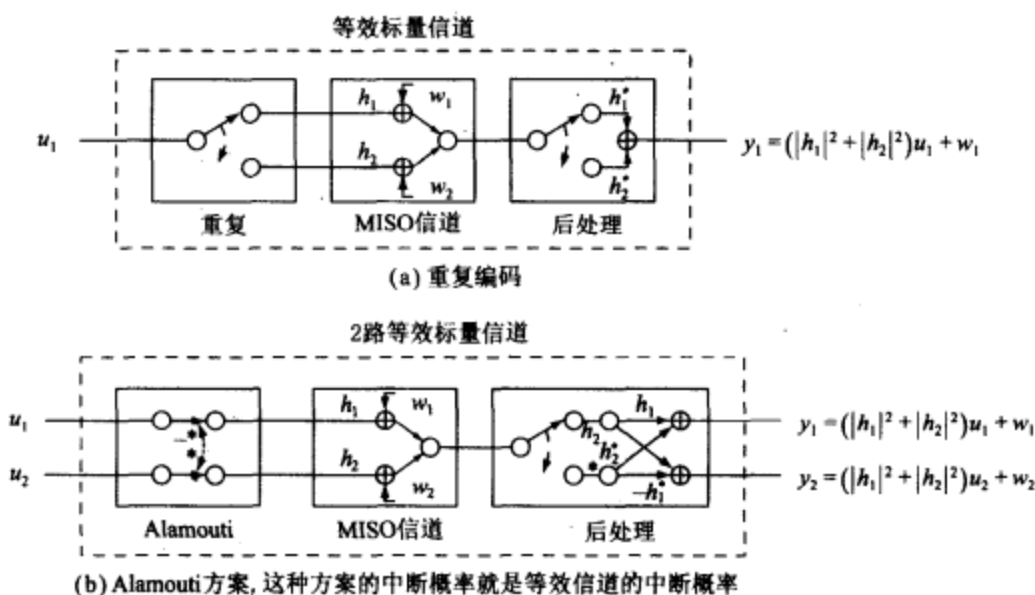 等效标量信道
h₁ w₁ h₁*
u₁ y₁ = (|h₁|² + |h₂|²)u₁ + w₁
h₂ w₂ h₂*
重复 MISO信道 后处理
(a) 重复编码
2路等效标量信道
u₁ h₁ w₁ h₂ h₁ y₁ = (|h₁|² + |h₂|²)u₁ + w₁
−* * h₂*
u₂ h₂ w₂ * −h₁* y₂ = (|h₁|² + |h₂|²)u₂ + w₂
Alamouti MISO信道 后处理
(b) Alamouti方案, 这种方案的中断概率就是等效信道的中断概率